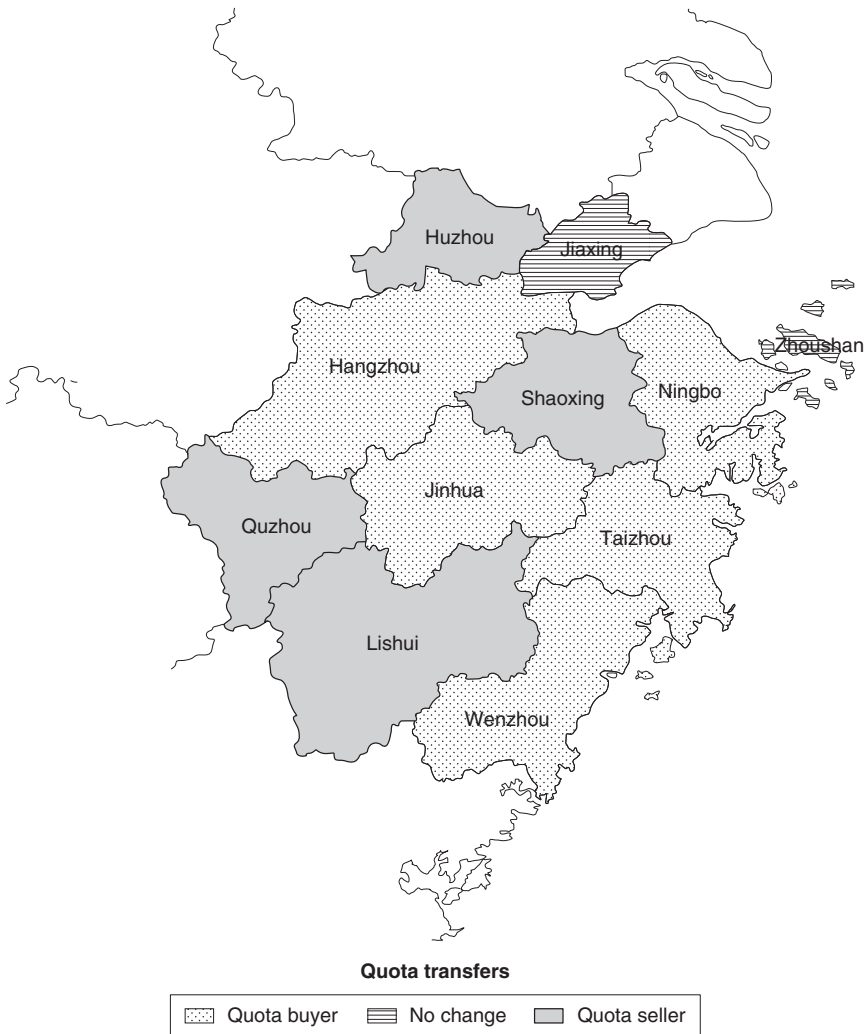 Huzhou
Jiaxing
Zhoushan
Hangzhou
Shaoxing
Ningbo
Jinhua
Quzhou
Taizhou
Lishui
Wenzhou
Quota transfers
Quota buyer No change Quota seller